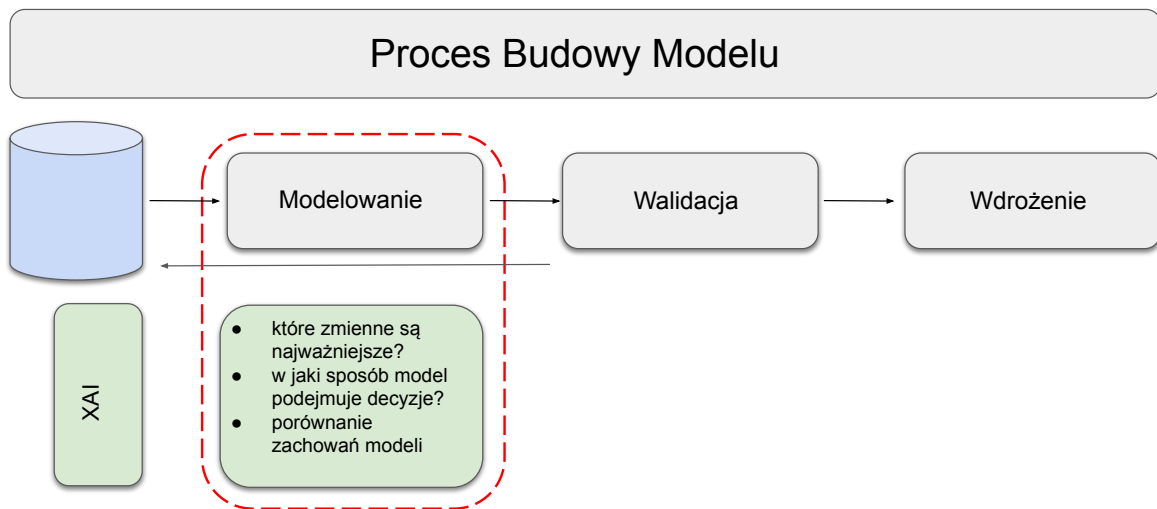 Proces Budowy Modelu
Modelowanie
Walidacja
Wdrożenie
XAI
● które zmienne są
najważniejsze?
● w jaki sposób model
podejmuje decyzje?
● porównanie
zachowań modeli